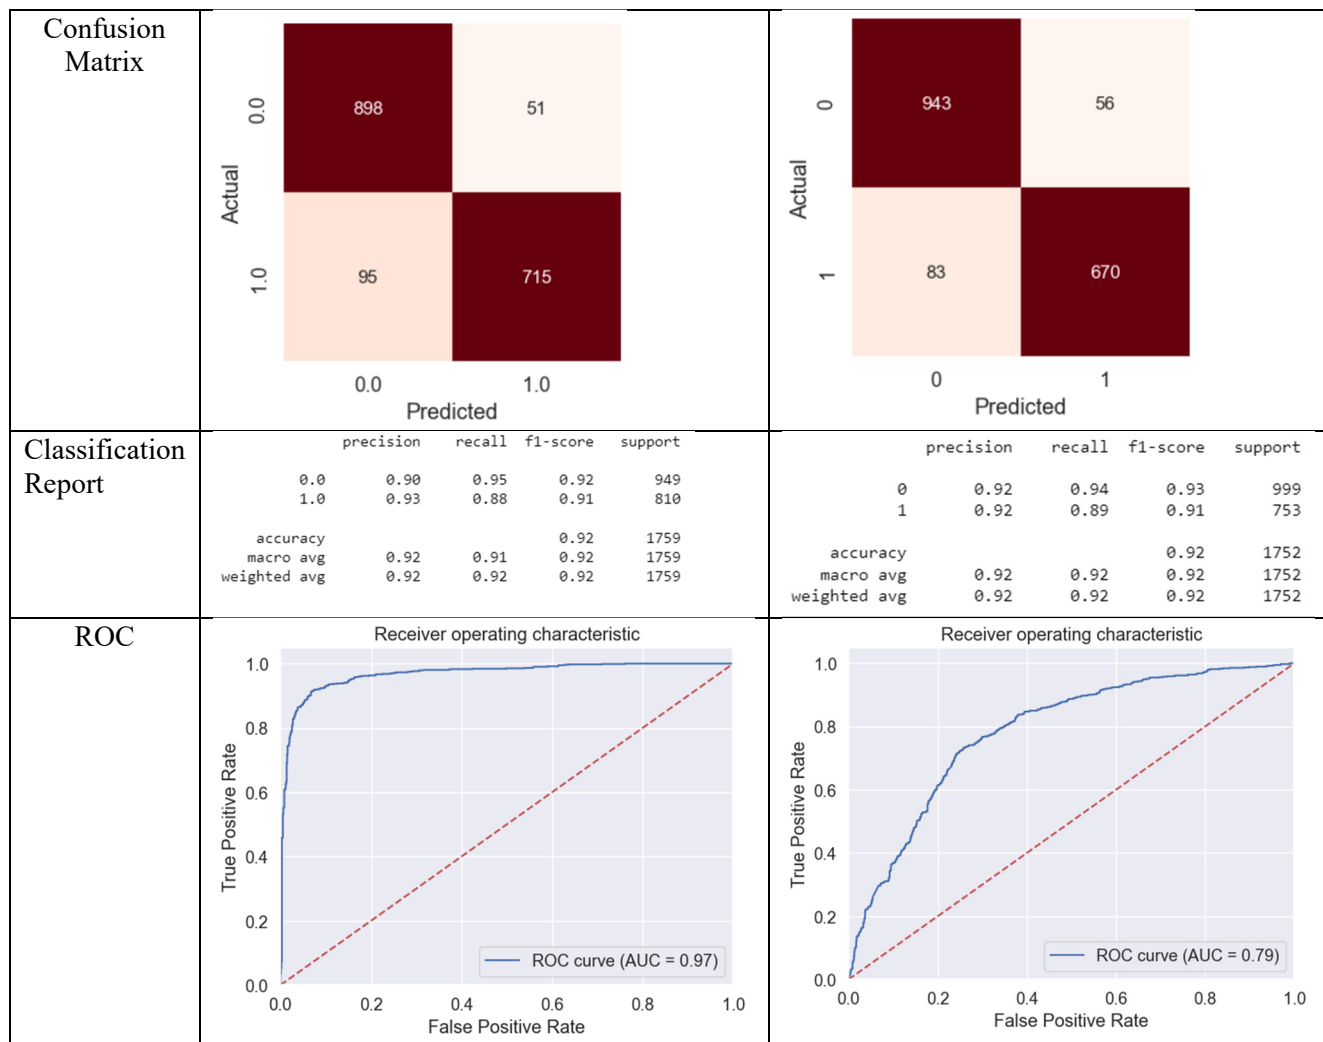 Confusion
Matrix
0.0
898
51
Actual
1.0
95
715
0.0
1.0
Predicted
0
943
56
Actual
1
83
670
0
1
Predicted
Classification
Report
precision recall f1-score support
0.0 0.90 0.95 0.92 949
1.0 0.93 0.88 0.91 810
accuracy 0.92 1759
macro avg 0.92 0.91 0.92 1759
weighted avg 0.92 0.92 0.92 1759
precision recall f1-score support
0 0.92 0.94 0.93 999
1 0.92 0.89 0.91 753
accuracy 0.92 1752
macro avg 0.92 0.92 0.92 1752
weighted avg 0.92 0.92 0.92 1752
ROC
Receiver operating characteristic
1.0
0.8
0.6
0.4
0.2
0.0
True Positive Rate
ROC curve (AUC = 0.97)
0.0 0.2 0.4 0.6 0.8 1.0
False Positive Rate
Receiver operating characteristic
1.0
0.8
0.6
0.4
0.2
0.0
True Positive Rate
ROC curve (AUC = 0.79)
0.0 0.2 0.4 0.6 0.8 1.0
False Positive Rate